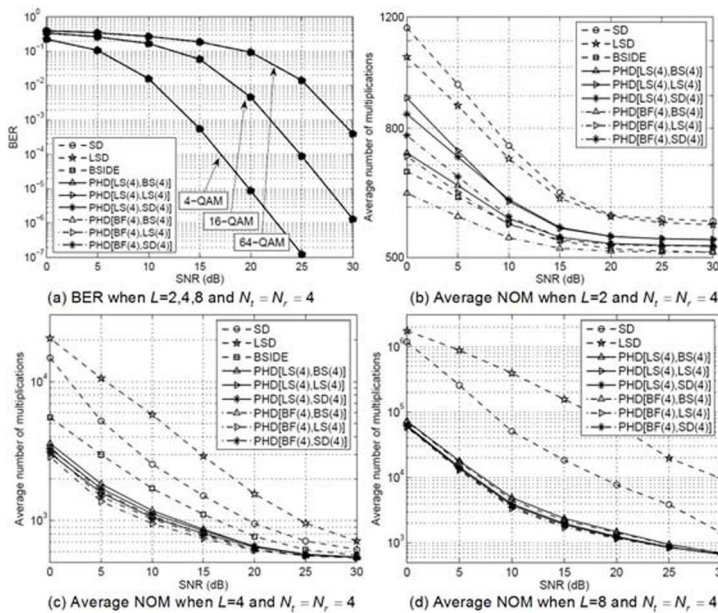 10^0
10^-1
10^-2
10^-3
10^-4
10^-5
10^-6
10^-7
BER
SD
LSD
BSIDE
PHD[LS(4),BS(4)]
PHD[LS(4),LS(4)]
PHD[LS(4),SD(4)]
PHD[BF(4),BS(4)]
PHD[BF(4),LS(4)]
PHD[BF(4),SD(4)]
4-QAM
16-QAM
64-QAM
0 5 10 15 20 25 30
SNR (dB)
(a) BER when L=2,4,8 and N_t = N_r = 4
1200
800
500
Average number of multiplications
SD
LSD
BSIDE
PHD[LS(4),BS(4)]
PHD[LS(4),LS(4)]
PHD[LS(4),SD(4)]
PHD[BF(4),BS(4)]
PHD[BF(4),LS(4)]
PHD[BF(4),SD(4)]
0 5 10 15 20 25 30
SNR (dB)
(b) Average NOM when L=2 and N_t = N_r = 4
10^4
10^3
Average number of multiplications
SD
LSD
BSIDE
PHD[LS(4),BS(4)]
PHD[LS(4),LS(4)]
PHD[LS(4),SD(4)]
PHD[BF(4),BS(4)]
PHD[BF(4),LS(4)]
PHD[BF(4),SD(4)]
0 5 10 15 20 25 30
SNR (dB)
(c) Average NOM when L=4 and N_t = N_r = 4
10^6
10^5
10^4
10^3
Average number of multiplications
SD
LSD
PHD[LS(4),BS(4)]
PHD[LS(4),LS(4)]
PHD[LS(4),SD(4)]
PHD[BF(4),BS(4)]
PHD[BF(4),LS(4)]
PHD[BF(4),SD(4)]
0 5 10 15 20 25 30
SNR (dB)
(d) Average NOM when L=8 and N_t = N_r = 4